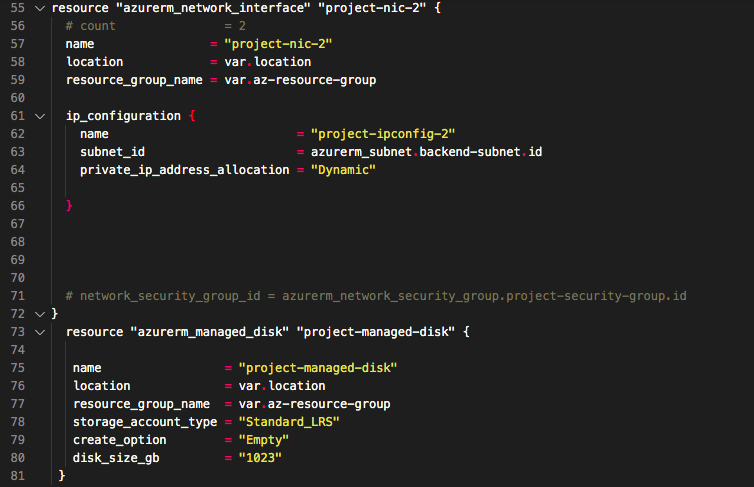 55 resource "azurerm_network_interface" "project-nic-2" {
56 # count = 2
57 name = "project-nic-2"
58 location = var.location
59 resource_group_name = var.az-resource-group
60
61 ip_configuration {
62 name = "project-ipconfig-2"
63 subnet_id = azurerm_subnet.backend-subnet.id
64 private_ip_address_allocation = "Dynamic"
65
66 }
67
68
69
70
71 # network_security_group_id = azurerm_network_security_group.project-security-group.id
72 }
73 resource "azurerm_managed_disk" "project-managed-disk" {
74
75 name = "project-managed-disk"
76 location = var.location
77 resource_group_name = var.az-resource-group
78 storage_account_type = "Standard_LRS"
79 create_option = "Empty"
80 disk_size_gb = "1023"
81 }